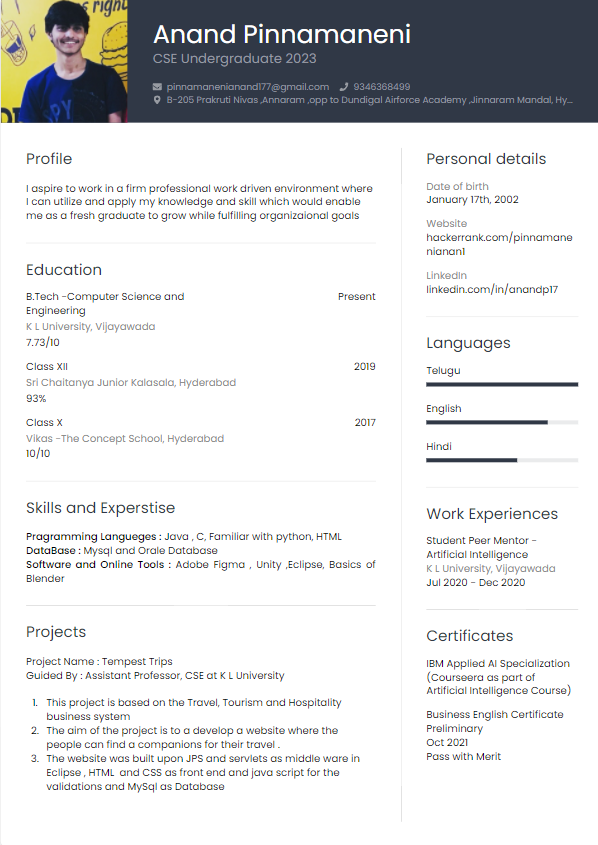 s right
Anand Pinnamaneni
CSE Undergraduate 2023
pinnamanenianand177@gmail.com 9346368499
B-205 Prakruti Nivas ,Annaram ,opp to Dundigal Airforce Academy ,Jinnaram Mandal, Hy...
Profile
I aspire to work in a firm professional work driven environment where
I can utilize and apply my knowledge and skill which would enable
me as a fresh graduate to grow while fulfilling organizaional goals
Education
B.Tech -Computer Science and Present
Engineering
K L University, Vijayawada
7.73/10
Class XII 2019
Sri Chaitanya Junior Kalasala, Hyderabad
93%
Class X 2017
Vikas -The Concept School, Hyderabad
10/10
Skills and Experstise
Pragramming Langueges : Java , C, Familiar with python, HTML
DataBase : Mysql and Orale Database
Software and Online Tools : Adobe Figma , Unity ,Eclipse, Basics of
Blender
Projects
Project Name : Tempest Trips
Guided By : Assistant Professor, CSE at K L University
1. This project is based on the Travel, Tourism and Hospitality
business system
2. The aim of the project is to a develop a website where the
people can find a companions for their travel .
3. The website was built upon JPS and servlets as middle ware in
Eclipse , HTML and CSS as front end and java script for the
validations and MySql as Database
Personal details
Date of birth
January 17th, 2002
Website
hackerrank.com/pinnamane
nianan1
LinkedIn
linkedin.com/in/anandp17
Languages
Telugu
English
Hindi
Work Experiences
Student Peer Mentor -
Artificial Intelligence
K L University, Vijayawada
Jul 2020 - Dec 2020
Certificates
IBM Applied AI Specialization
(Courseera as part of
Artificial Intelligence Course)
Business English Certificate
Preliminary
Oct 2021
Pass with Merit